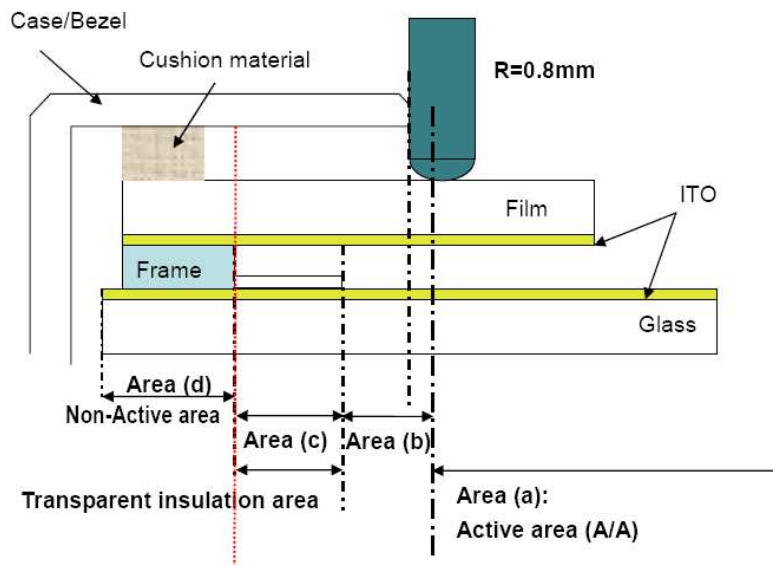 Case/Bezel
Cushion material
R=0.8mm
ITO
Film
Frame
Glass
Area (d)
Non-Active area
Area (c)
Area (b)
Transparent insulation area
Area (a):
Active area (A/A)